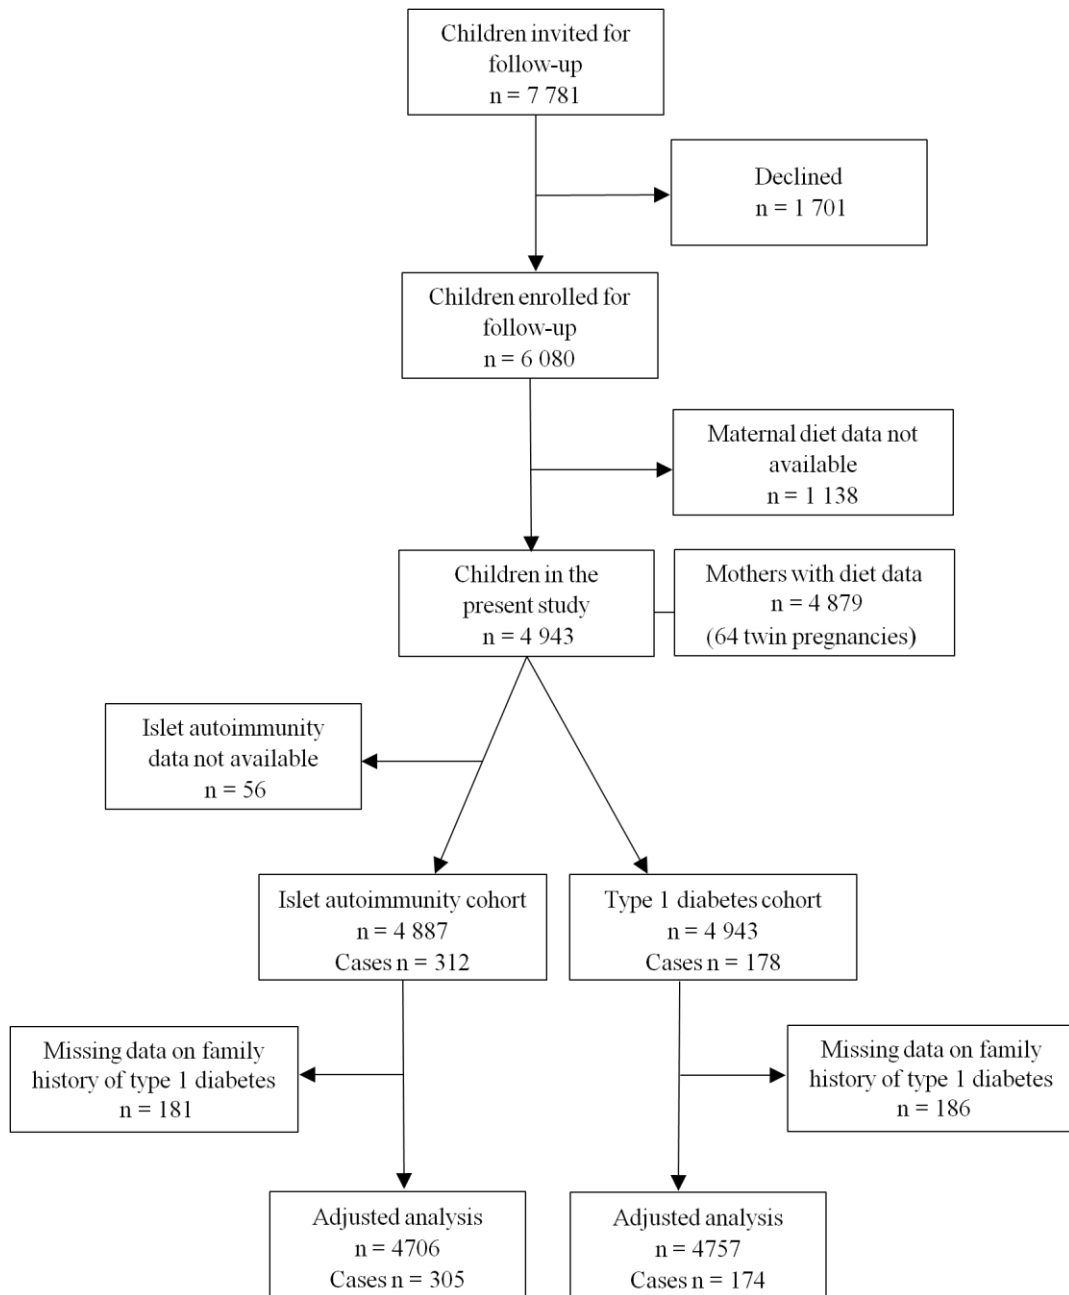 Children invited for
follow-up
n = 7 781
Declined
n = 1 701
Children enrolled for
follow-up
n = 6 080
Maternal diet data not
available
n = 1 138
Children in the
present study
n = 4 943
Mothers with diet data
n = 4 879
(64 twin pregnancies)
Islet autoimmunity
data not available
n = 56
Islet autoimmunity cohort
n = 4 887
Cases n = 312
Type 1 diabetes cohort
n = 4 943
Cases n = 178
Missing data on family
history of type 1 diabetes
n = 181
Missing data on family
history of type 1 diabetes
n = 186
Adjusted analysis
n = 4706
Cases n = 305
Adjusted analysis
n = 4757
Cases n = 174